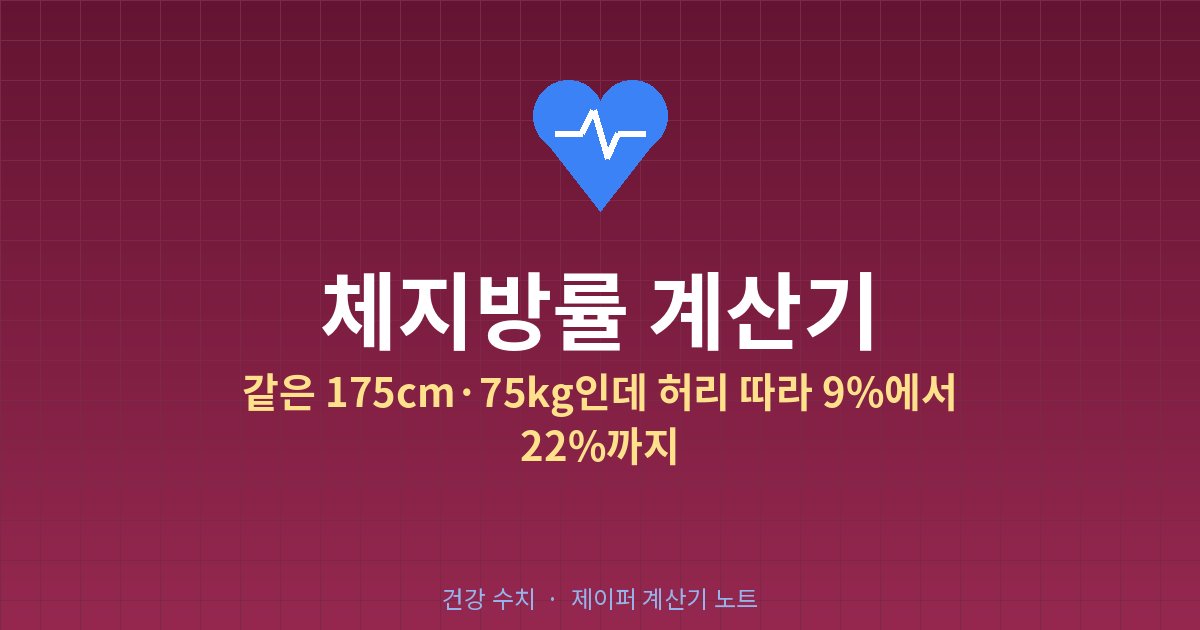 체지방률 계산기
같은 175cm·75kg인데 허리 따라 9%에서
22%까지
건강 수치 · 제이퍼 계산기 노트